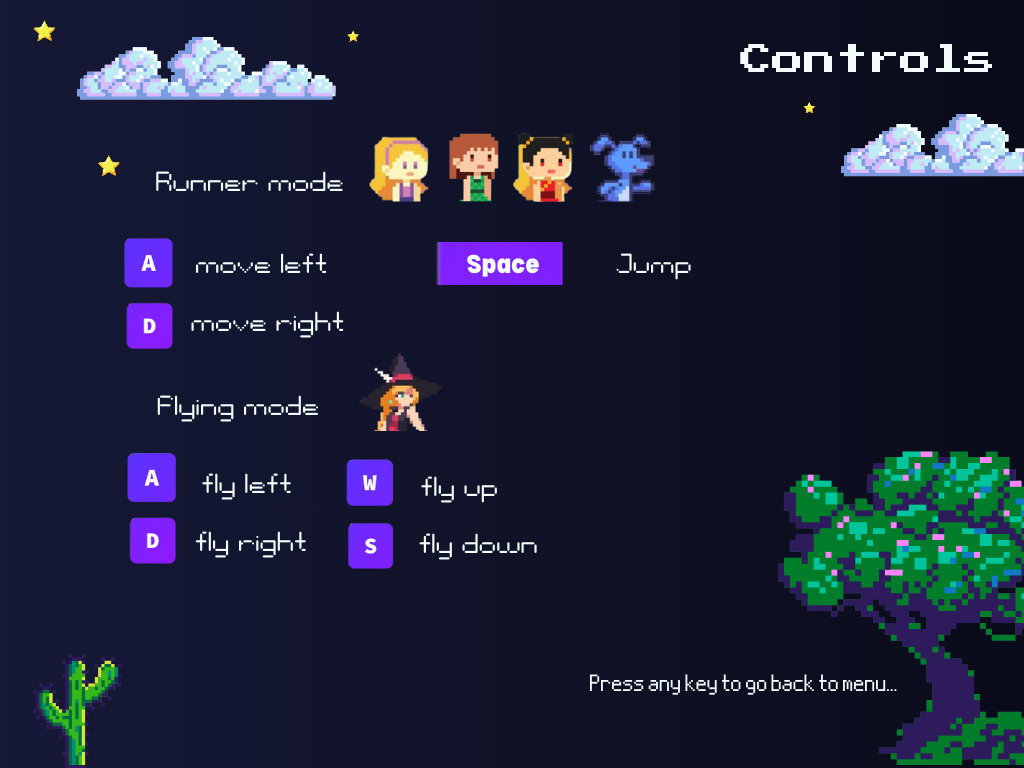 Controls
Runner mode
A move left Space Jump
D move right
Flying mode
A fly left W fly up
D fly right S fly down
Press any key to go back to menu...